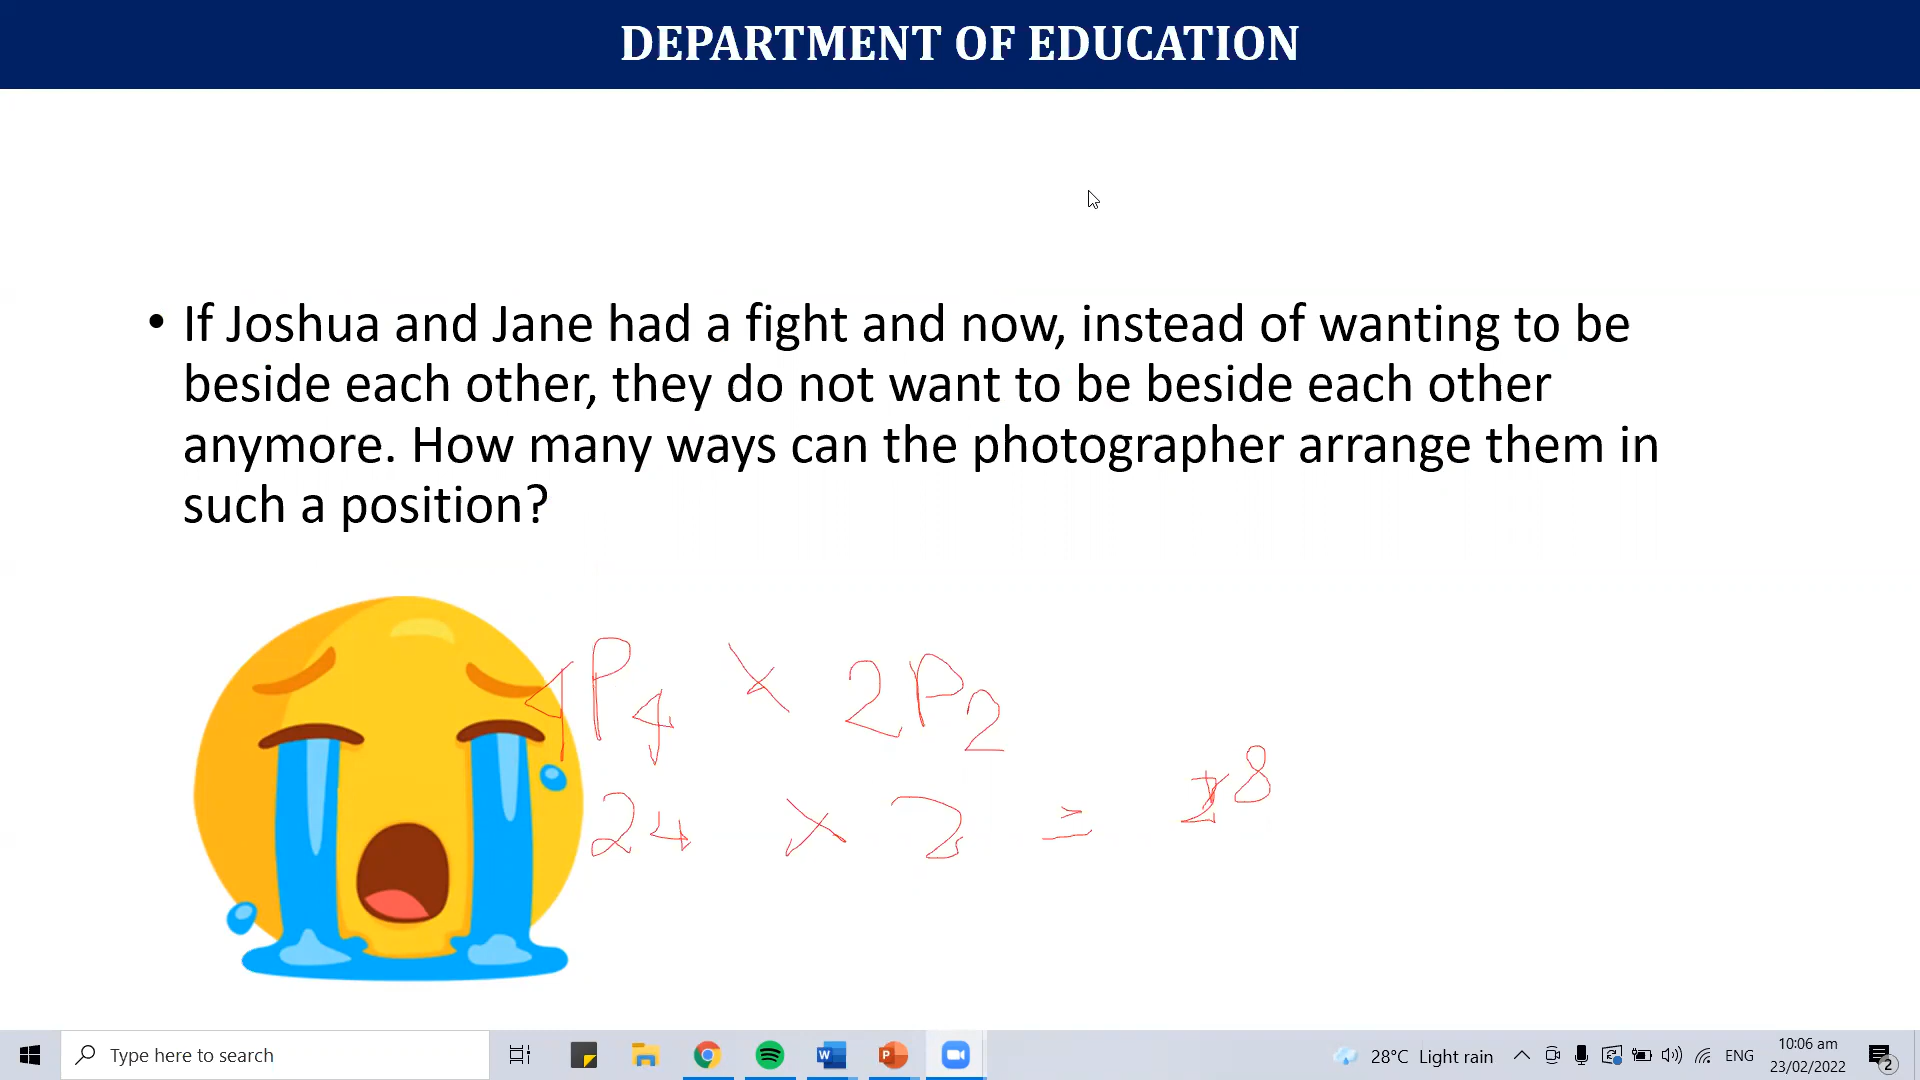 DEPARTMENT OF EDUCATION
• If Joshua and Jane had a fight and now, instead of wanting to be
beside each other, they do not want to be beside each other
anymore. How many ways can the photographer arrange them in
such a position?
4P4 × 2P2
24 × 2 = 8
Type here to search
28°C Light rain
ENG
10:06 am
23/02/2022
2